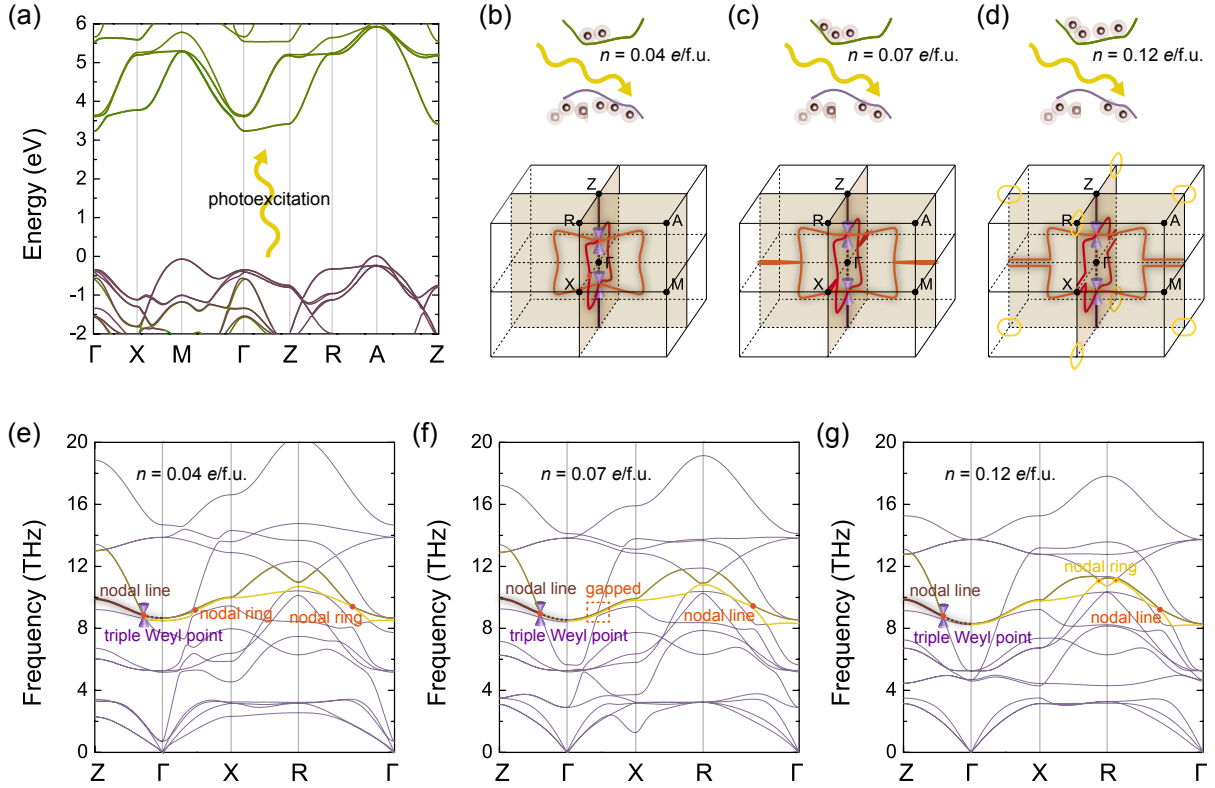 (a)
Energy (eV)
6
5
4
3
2
1
0
-1
-2
photoexcitation
Γ X M Γ Z R A Z
(b)
n = 0.04 e/f.u.
Z
R
A
Γ
X
M
(c)
n = 0.07 e/f.u.
Z
R
A
Γ
X
M
(d)
n = 0.12 e/f.u.
Z
R
A
Γ
X
M
(e)
Frequency (THz)
20
16
12
8
4
0
n = 0.04 e/f.u.
nodal line
nodal ring
nodal ring
triple Weyl point
Z Γ X R Γ
(f)
Frequency (THz)
20
16
12
8
4
0
n = 0.07 e/f.u.
nodal line
gapped
nodal line
triple Weyl point
Z Γ X R Γ
(g)
Frequency (THz)
20
16
12
8
4
0
n = 0.12 e/f.u.
nodal ring
nodal line
nodal line
triple Weyl point
Z Γ X R Γ